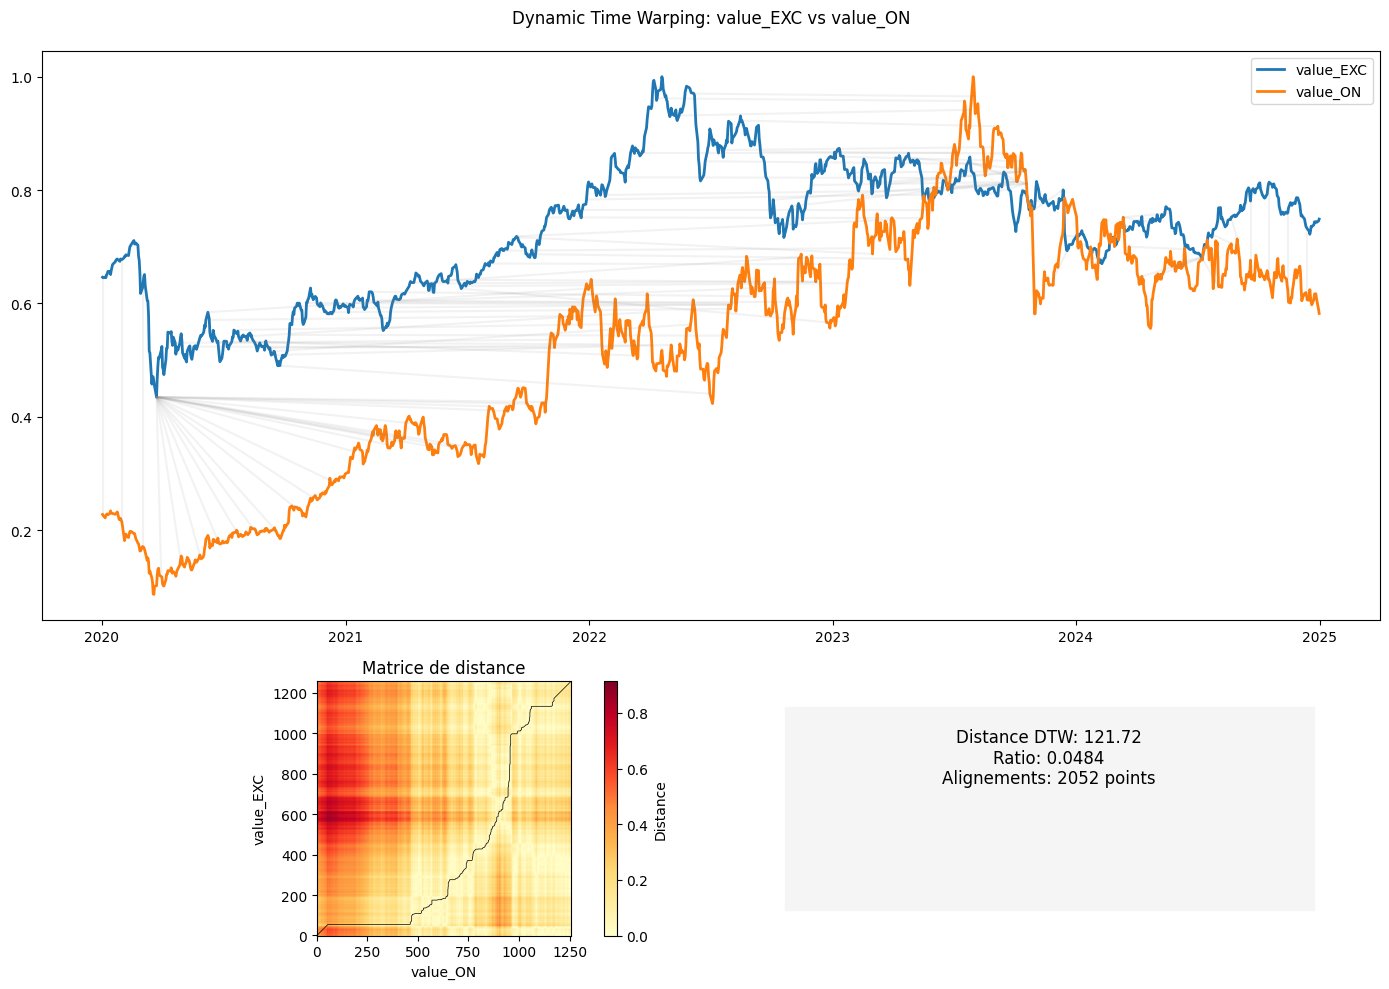 Dynamic Time Warping: value_EXC vs value_ON
value_EXC
value_ON
1.0
0.8
0.6
0.4
0.2
2020 2021 2022 2023 2024 2025
Matrice de distance
value_EXC
1200
1000
800
600
400
200
0
0 250 500 750 1000 1250
value_ON
0.8
0.6
0.4
0.2
0.0
Distance
Distance DTW: 121.72
Ratio: 0.0484
Alignements: 2052 points